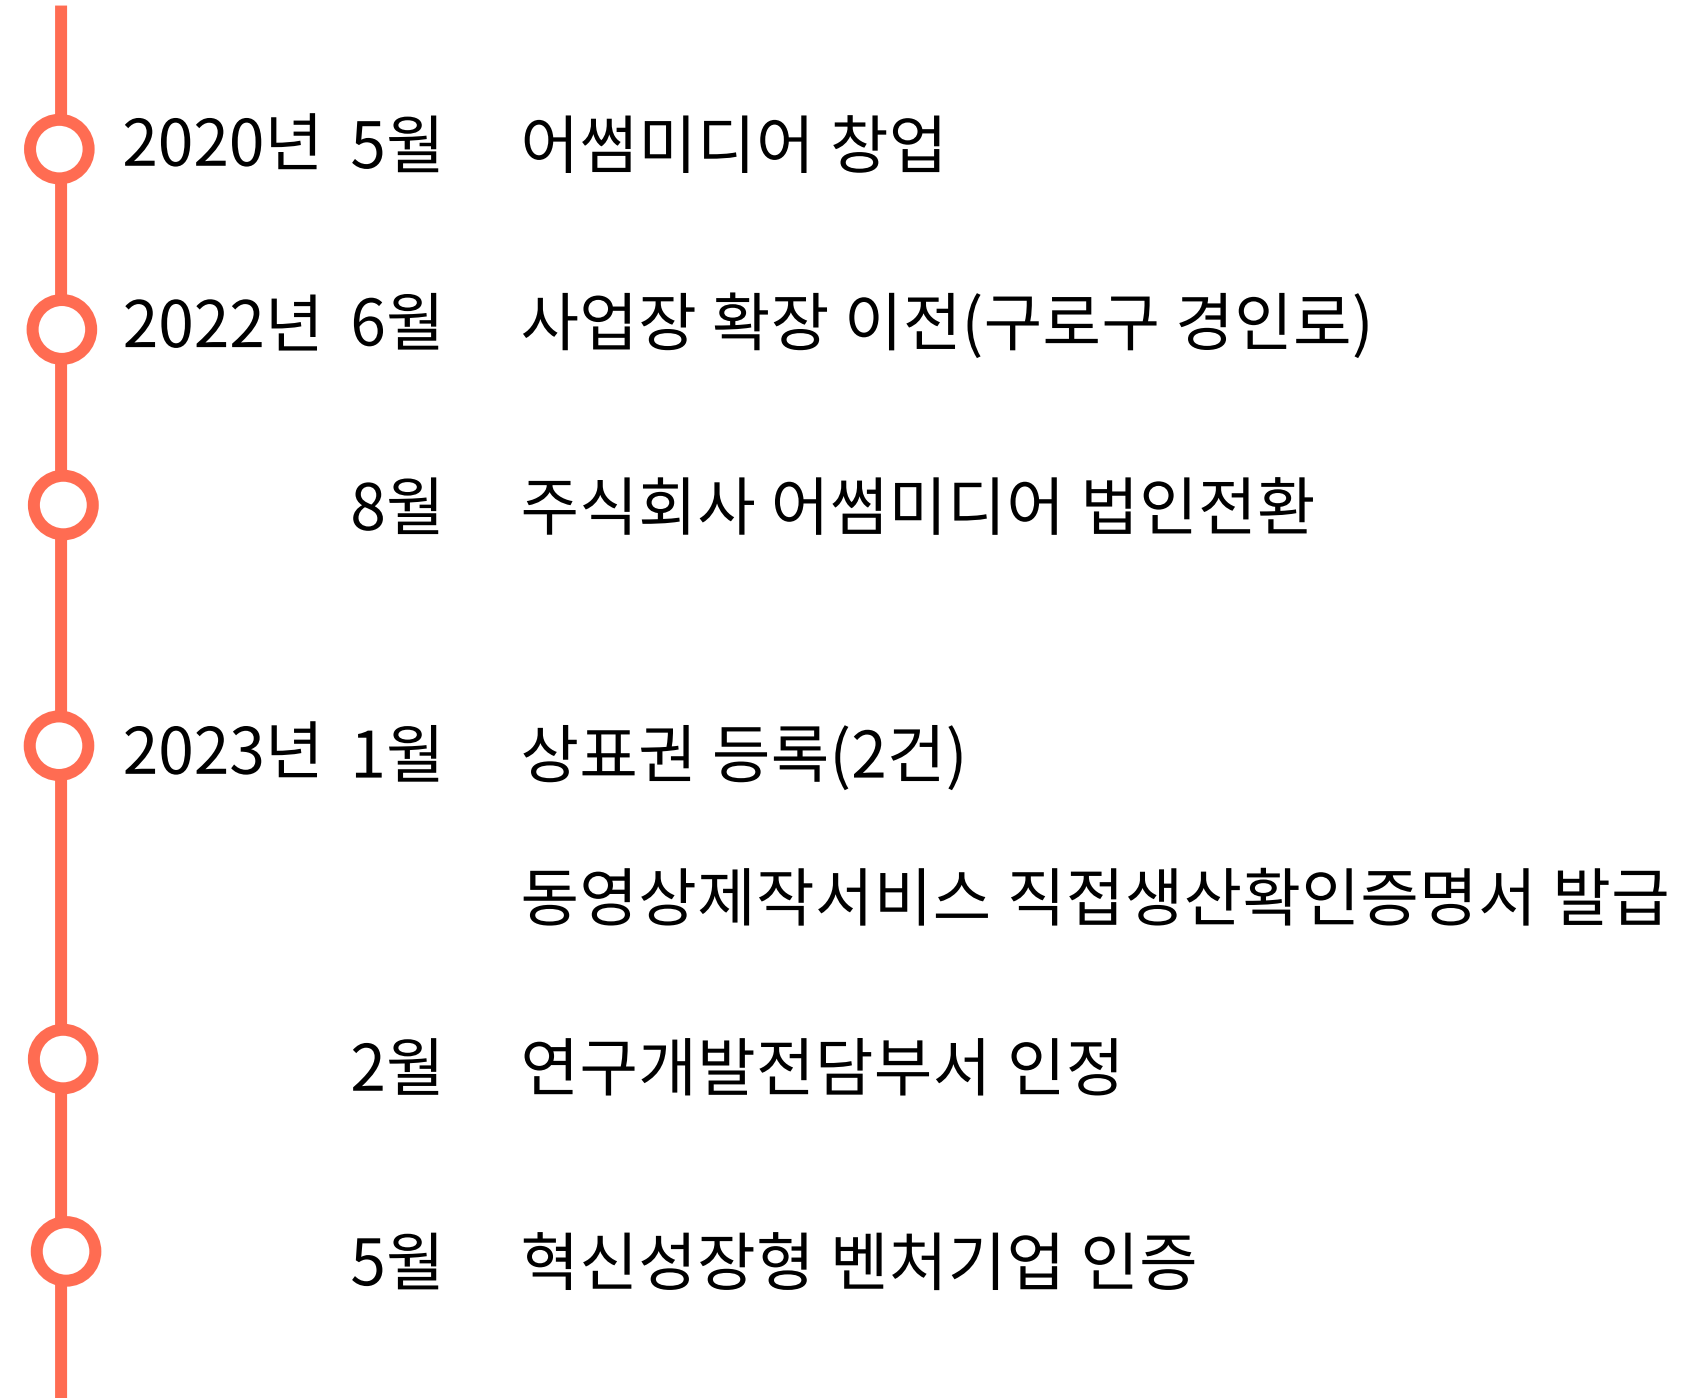 2020년 5월 어썸미디어 창업
2022년 6월 사업장 확장 이전(구로구 경인로)
8월 주식회사 어썸미디어 법인전환
2023년 1월 상표권 등록(2건)
동영상제작서비스 직접생산확인증명서 발급
2월 연구개발전담부서 인정
5월 혁신성장형 벤처기업 인증